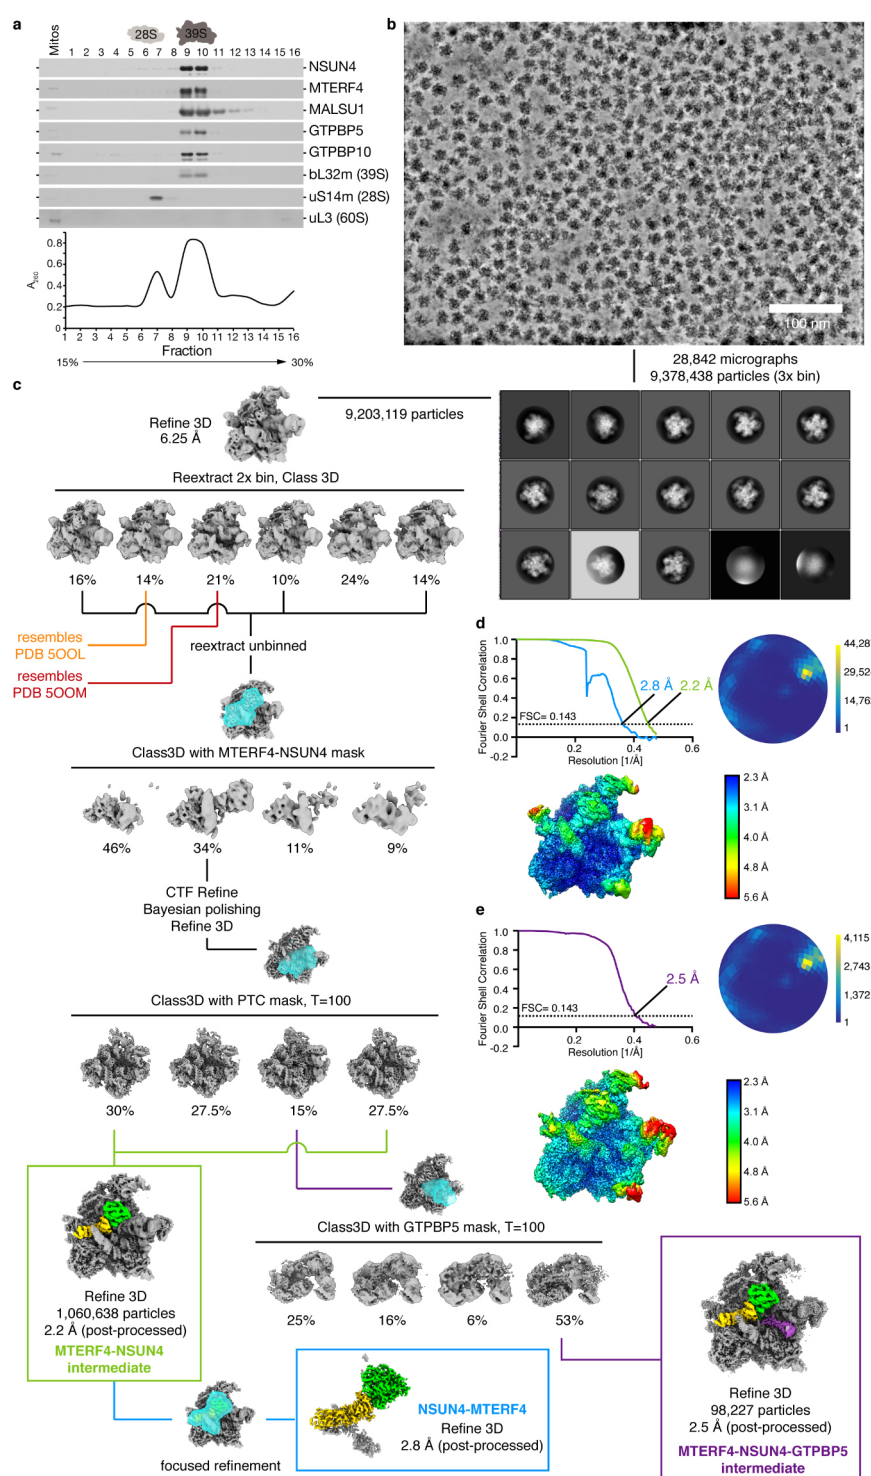 a
Mitos
28S
39S
1 2 3 4 5 6 7 8 9 10 11 12 13 14 15 16
NSUN4
MTERF4
MALSU1
GTPBP5
GTPBP10
bL32m (39S)
uS14m (28S)
uL3 (60S)
A260
0.8
0.6
0.4
0.2
0
1 2 3 4 5 6 7 8 9 10 11 12 13 14 15 16
Fraction
15% 30%
b
100 nm
28,842 micrographs
9,378,438 particles (3x bin)
c
Refine 3D
6.25 Å
9,203,119 particles
Reextract 2x bin, Class 3D
16% 14% 21% 10% 24% 14%
resembles
PDB 5OOL
resembles
PDB 5OOM
reextract unbinned
Class3D with MTERF4-NSUN4 mask
46% 34% 11% 9%
CTF Refine
Bayesian polishing
Refine 3D
Class3D with PTC mask, T=100
30% 27.5% 15% 27.5%
Class3D with GTPBP5 mask, T=100
25% 16% 6% 53%
Refine 3D
1,060,638 particles
2.2 Å (post-processed)
MTERF4-NSUN4
intermediate
focused refinement
NSUN4-MTERF4
Refine 3D
2.8 Å (post-processed)
Refine 3D
98,227 particles
2.5 Å (post-processed)
MTERF4-NSUN4-GTPBP5
intermediate
d
Fourier Shell Correlation
1.0
0.8
0.6
0.4
0.2
0.0
-0.2
2.8 Å 2.2 Å
FSC= 0.143
0.2 0.4 0.6
Resolution [1/Å]
44,28
29,52
14,76
1
2.3 Å
3.1 Å
4.0 Å
4.8 Å
5.6 Å
e
Fourier Shell Correlation
1.0
0.8
0.6
0.4
0.2
0.0
-0.2
2.5 Å
FSC= 0.143
0.2 0.4 0.6
Resolution [1/Å]
4,115
2,743
1,372
1
2.3 Å
3.1 Å
4.0 Å
4.8 Å
5.6 Å